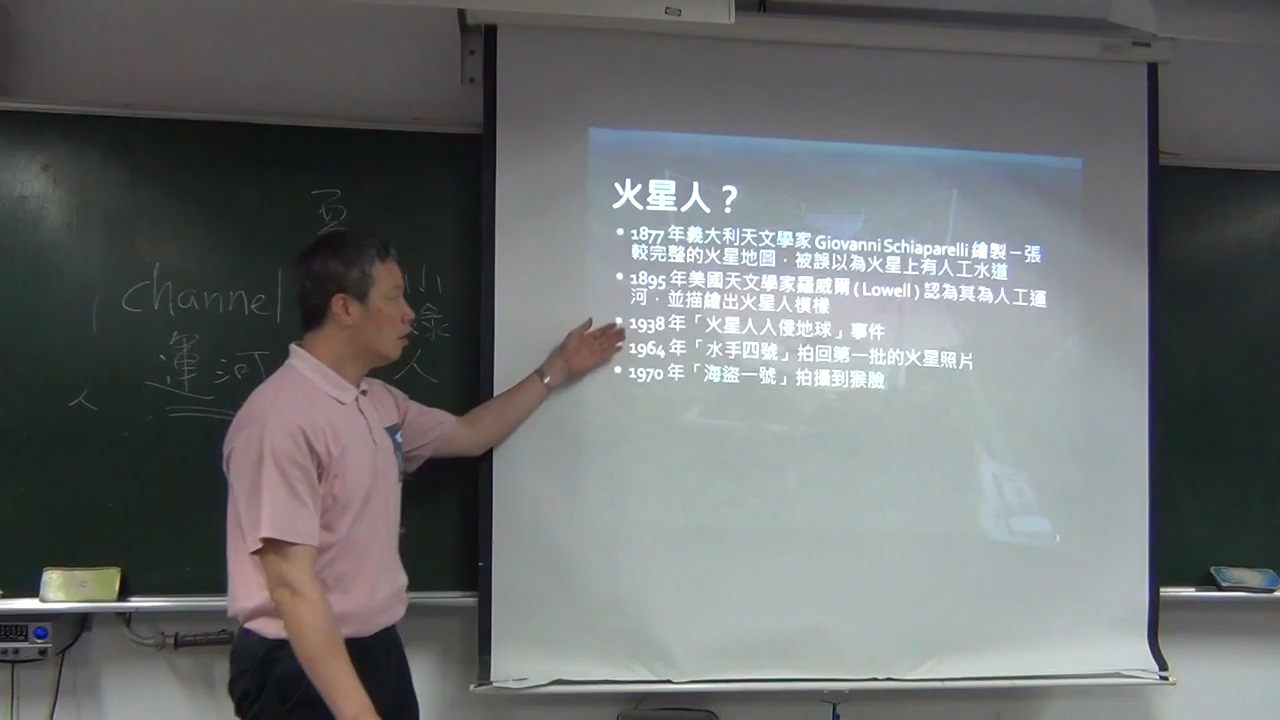 頁
channel
小
綠
人
運河
人
火星人？
• 1877 年義大利天文學家 Giovanni Schiaparelli 繪製一張
較完整的火星地圖，被誤以為火星上有人工水道
• 1895 年美國天文學家羅威爾 ( Lowell ) 認為其為人工運
河，並描繪出火星人模樣
• 1938 年「火星人入侵地球」事件
• 1964 年「水手四號」拍回第一批的火星照片
• 1970 年「海盜一號」拍攝到猴臉